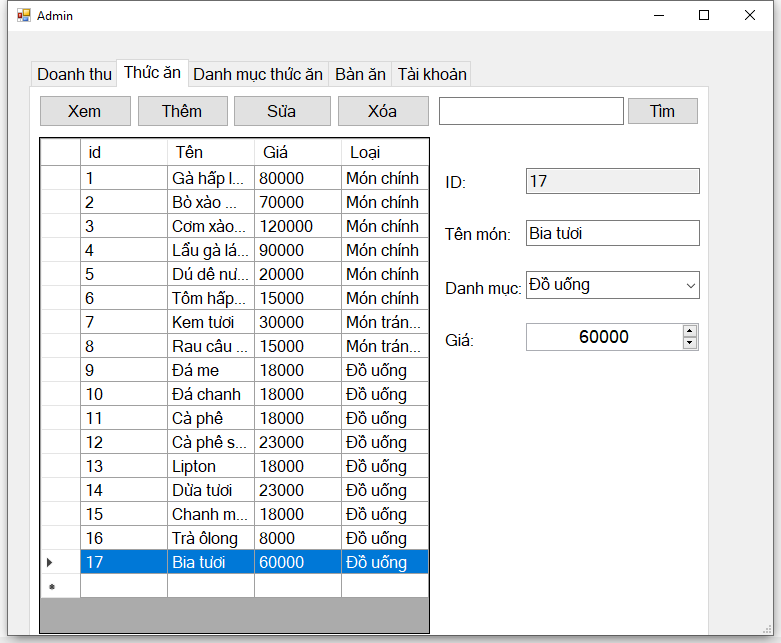 Admin
Doanh thu Thức ăn Danh mục thức ăn Bàn ăn Tài khoản
Xem Thêm Sửa Xóa Tìm
id Tên Giá Loại
1 Gà hấp l... 80000 Món chính
2 Bò xào ... 70000 Món chính
3 Cơm xào... 120000 Món chính
4 Lẩu gà lá... 90000 Món chính
5 Dú dê nư... 20000 Món chính
6 Tôm hấp... 15000 Món chính
7 Kem tươi 30000 Món trán...
8 Rau câu ... 15000 Món trán...
9 Đá me 18000 Đồ uống
10 Đá chanh 18000 Đồ uống
11 Cà phê 18000 Đồ uống
12 Cà phê s... 23000 Đồ uống
13 Lipton 18000 Đồ uống
14 Dừa tươi 23000 Đồ uống
15 Chanh m... 18000 Đồ uống
16 Trà ôlong 8000 Đồ uống
17 Bia tươi 60000 Đồ uống
ID: 17
Tên món: Bia tươi
Danh mục: Đồ uống
Giá: 60000